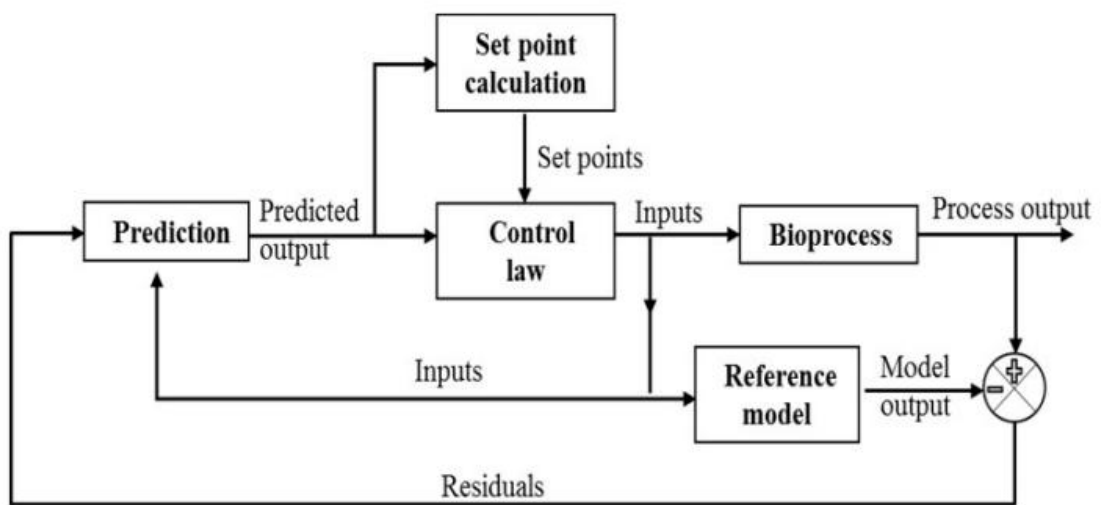 Set point
calculation
Set points
Prediction
Predicted
output
Control
law
Inputs
Bioprocess
Process output
Inputs
Reference
model
Model
output
Residuals